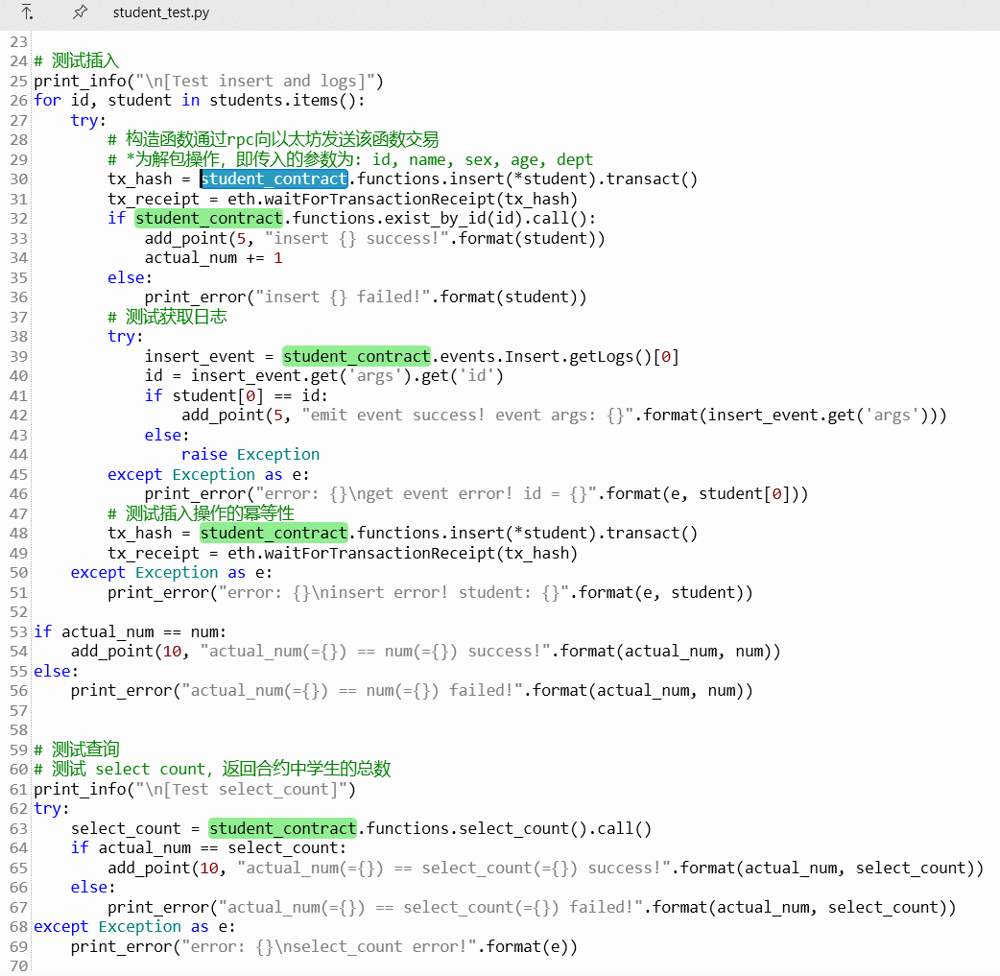 student_test.py
23
24 # 测试插入
25 print_info("\n[Test insert and logs]")
26 for id, student in students.items():
27     try:
28         # 构造函数通过rpc向以太坊发送该函数交易
29         # *为解包操作，即传入的参数为: id, name, sex, age, dept
30         tx_hash = student_contract.functions.insert(*student).transact()
31         tx_receipt = eth.waitForTransactionReceipt(tx_hash)
32         if student_contract.functions.exist_by_id(id).call():
33             add_point(5, "insert {} success!".format(student))
34             actual_num += 1
35         else:
36             print_error("insert {} failed!".format(student))
37         # 测试获取日志
38         try:
39             insert_event = student_contract.events.Insert.getLogs()[0]
40             id = insert_event.get('args').get('id')
41             if student[0] == id:
42                 add_point(5, "emit event success! event args: {}".format(insert_event.get('args')))
43             else:
44                 raise Exception
45         except Exception as e:
46             print_error("error: {}\nget event error! id = {}".format(e, student[0]))
47         # 测试插入操作的幂等性
48         tx_hash = student_contract.functions.insert(*student).transact()
49         tx_receipt = eth.waitForTransactionReceipt(tx_hash)
50     except Exception as e:
51         print_error("error: {}\ninsert error! student: {}".format(e, student))
52
53 if actual_num == num:
54     add_point(10, "actual_num(={}) == num(={}) success!".format(actual_num, num))
55 else:
56     print_error("actual_num(={}) == num(={}) failed!".format(actual_num, num))
57
58
59 # 测试查询
60 # 测试 select count，返回合约中学生的总数
61 print_info("\n[Test select_count]")
62 try:
63     select_count = student_contract.functions.select_count().call()
64     if actual_num == select_count:
65         add_point(10, "actual_num(={}) == select_count(={}) success!".format(actual_num, select_count))
66     else:
67         print_error("actual_num(={}) == select_count(={}) failed!".format(actual_num, select_count))
68 except Exception as e:
69     print_error("error: {}\nselect_count error!".format(e))
70